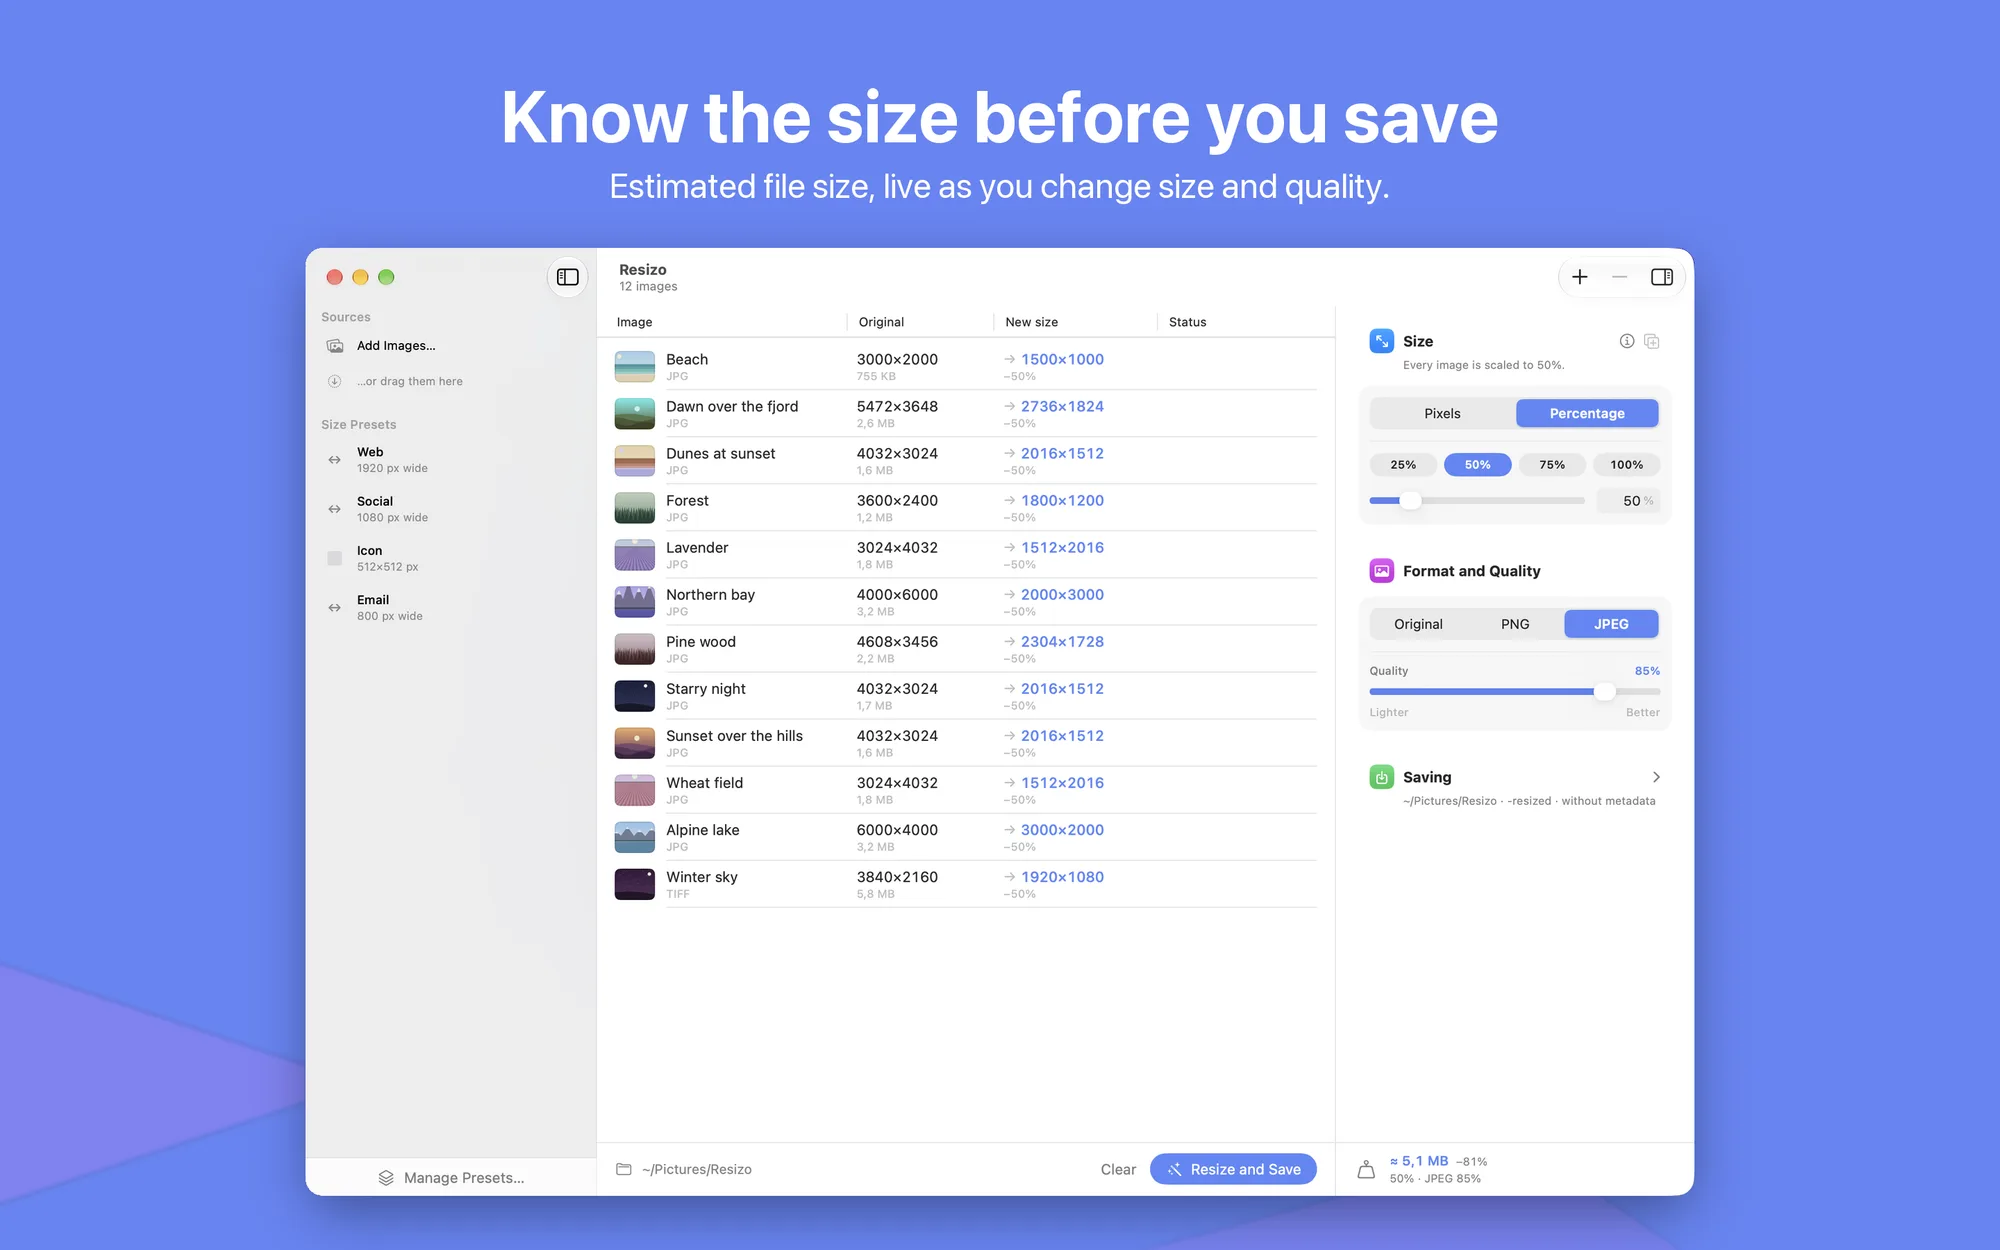 Know the size before you save
Estimated file size, live as you change size and quality.
Sources
Add Images...
...or drag them here
Size Presets
Web
1920 px wide
Social
1080 px wide
Icon
512×512 px
Email
800 px wide
Manage Presets...
Resizo
12 images
Image Original New size Status
Beach 3000×2000 → 1500×1000
JPG 755 KB −50%
Dawn over the fjord 5472×3648 → 2736×1824
JPG 2,6 MB −50%
Dunes at sunset 4032×3024 → 2016×1512
JPG 1,6 MB −50%
Forest 3600×2400 → 1800×1200
JPG 1,2 MB −50%
Lavender 3024×4032 → 1512×2016
JPG 1,8 MB −50%
Northern bay 4000×6000 → 2000×3000
JPG 3,2 MB −50%
Pine wood 4608×3456 → 2304×1728
JPG 2,2 MB −50%
Starry night 4032×3024 → 2016×1512
JPG 1,7 MB −50%
Sunset over the hills 4032×3024 → 2016×1512
JPG 1,6 MB −50%
Wheat field 3024×4032 → 1512×2016
JPG 1,8 MB −50%
Alpine lake 6000×4000 → 3000×2000
JPG 3,2 MB −50%
Winter sky 3840×2160 → 1920×1080
TIFF 5,8 MB −50%
~/Pictures/Resizo Clear Resize and Save
Size
Every image is scaled to 50%.
Pixels Percentage
25% 50% 75% 100%
50 %
Format and Quality
Original PNG JPEG
Quality 85%
Lighter Better
Saving
~/Pictures/Resizo · -resized · without metadata
≈ 5,1 MB −81%
50% · JPEG 85%